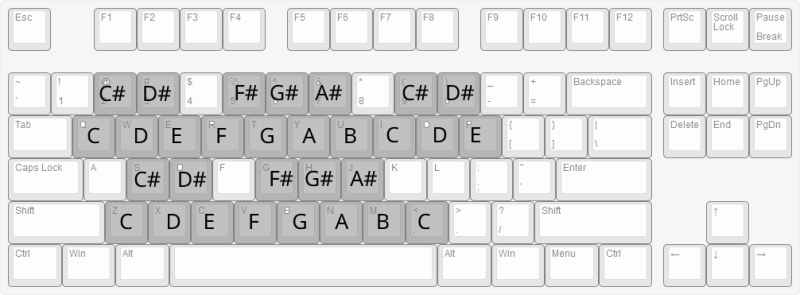 Esc F1 F2 F3 F4 F5 F6 F7 F8 F9 F10 F11 F12 PrtSc Scroll Lock Pause Break
~ ` ! 1 C# D# $ 4 F# G# A# * 8 C# D# _ - + = Backspace Insert Home PgUp
Tab C W D E F T G Y A U B I C D E { [ } ] | \ Delete End PgDn
Caps Lock A S C# D# F G F# H G# J A# K L : ; " ' Enter
Shift Z C X D C E V F G N A M B < C > . ? / Shift ↑
Ctrl Win Alt Alt Win Menu Ctrl ← ↓ →